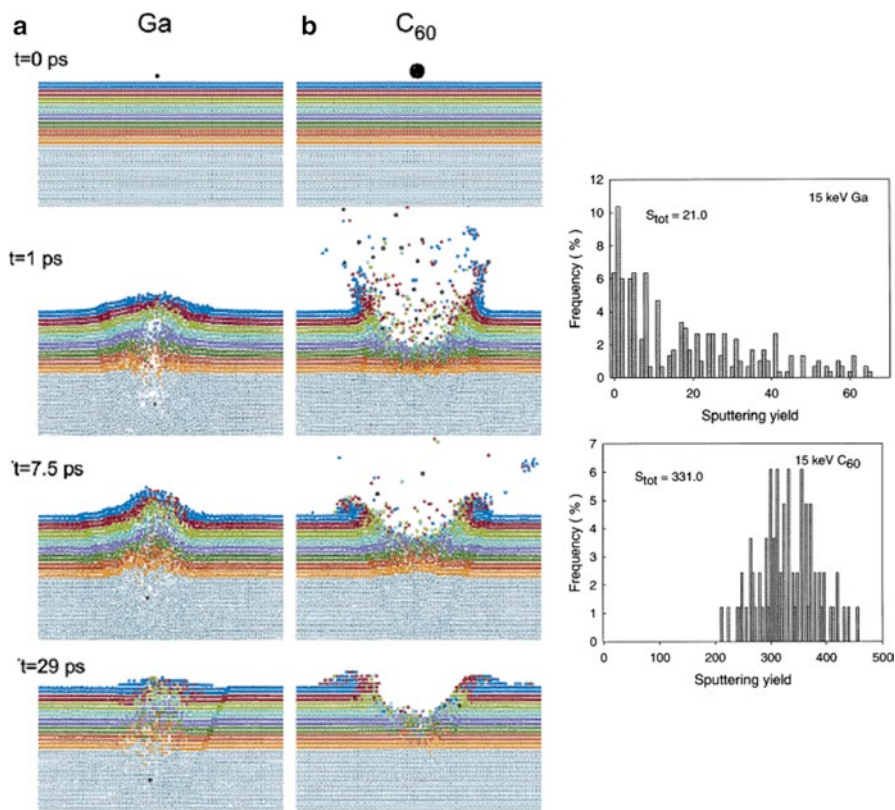 a
Ga
b
C60
t=0 ps
t=1 ps
t=7.5 ps
t=29 ps
12
10
8
6
4
2
0
Frequency ( % )
15 keV Ga
Stot = 21.0
0 20 40 60
Sputtering yield
7
6
5
4
3
2
1
0
Frequency ( % )
15 keV C60
Stot = 331.0
0 100 200 300 400 500
Sputtering yield